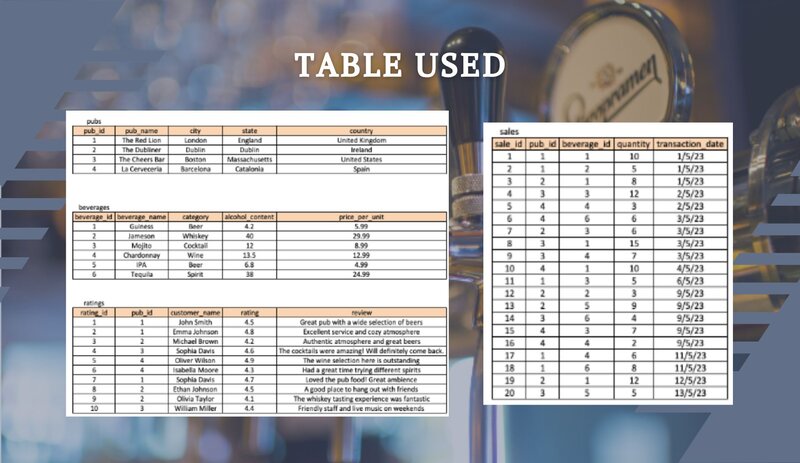 TABLE USED
pubs
pub_id pub_name city state country
1 The Red Lion London England United Kingdom
2 The Dubliner Dublin Dublin Ireland
3 The Cheers Bar Boston Massachusetts United States
4 La Cerveceria Barcelona Catalonia Spain
beverages
beverage_id beverage_name category alcohol_content price_per_unit
1 Guiness Beer 4.2 5.99
2 Jameson Whiskey 40 29.99
3 Mojito Cocktail 12 8.99
4 Chardonnay Wine 13.5 12.99
5 IPA Beer 6.8 4.99
6 Tequila Spirit 38 24.99
ratings
rating_id pub_id customer_name rating review
1 1 John Smith 4.5 Great pub with a wide selection of beers
2 1 Emma Johnson 4.8 Excellent service and cozy atmosphere
3 2 Michael Brown 4.2 Authentic atmosphere and great beers
4 3 Sophia Davis 4.6 The cocktails were amazing! Will definitely come back.
5 4 Oliver Wilson 4.9 The wine selection here is outstanding
6 4 Isabella Moore 4.3 Had a great time trying different spirits
7 1 Sophia Davis 4.7 Loved the pub food! Great ambience
8 2 Ethan Johnson 4.5 A good place to hang out with friends
9 2 Olivia Taylor 4.1 The whiskey tasting experience was fantastic
10 3 William Miller 4.4 Friendly staff and live music on weekends
sales
sale_id pub_id beverage_id quantity transaction_date
1 1 1 10 1/5/23
2 1 2 5 1/5/23
3 2 1 8 1/5/23
4 3 3 12 2/5/23
5 4 4 3 2/5/23
6 4 6 6 3/5/23
7 2 3 6 3/5/23
8 3 1 15 3/5/23
9 3 4 7 3/5/23
10 4 1 10 4/5/23
11 1 3 5 6/5/23
12 2 2 3 9/5/23
13 2 5 9 9/5/23
14 3 6 4 9/5/23
15 4 3 7 9/5/23
16 4 4 2 9/5/23
17 1 4 6 11/5/23
18 1 6 8 11/5/23
19 2 1 12 12/5/23
20 3 5 5 13/5/23